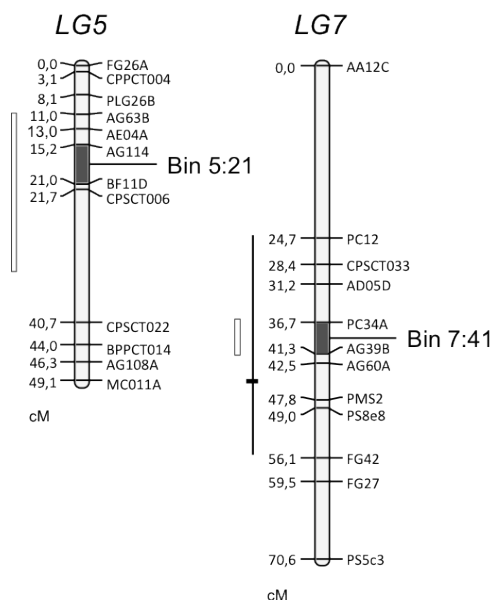 LG5
0,0 FG26A
3,1 CPPCT004
8,1 PLG26B
11,0 AG63B
13,0 AE04A
15,2 AG114
Bin 5:21
21,0 BF11D
21,7 CPSCT006
40,7 CPSCT022
44,0 BPPCT014
46,3 AG108A
49,1 MC011A
cM
LG7
0,0 AA12C
24,7 PC12
28,4 CPSCT033
31,2 AD05D
36,7 PC34A
Bin 7:41
41,3 AG39B
42,5 AG60A
47,8 PMS2
49,0 PS8e8
56,1 FG42
59,5 FG27
70,6 PS5c3
cM